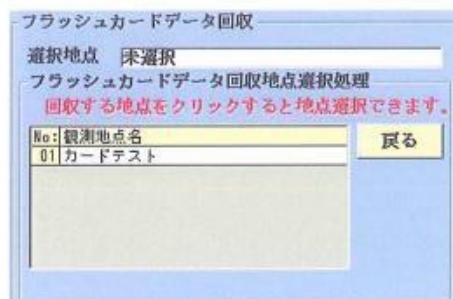 フラッシュカードデータ回収
選択地点 未選択
フラッシュカードデータ回収地点選択処理
回収する地点をクリックすると地点選択できます。
No: 観測地点名
01 カードテスト
戻る